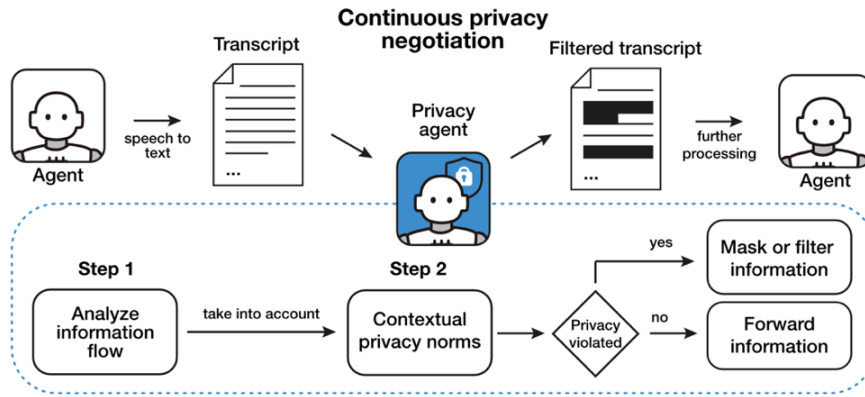 Continuous privacy
negotiation
Transcript
Filtered transcript
Privacy
agent
speech to
text
further
processing
Agent
Agent
...
...
Step 1
Step 2
yes
Mask or filter
information
Analyze
information
flow
take into account
Contextual
privacy norms
Privacy
violated
no
Forward
information